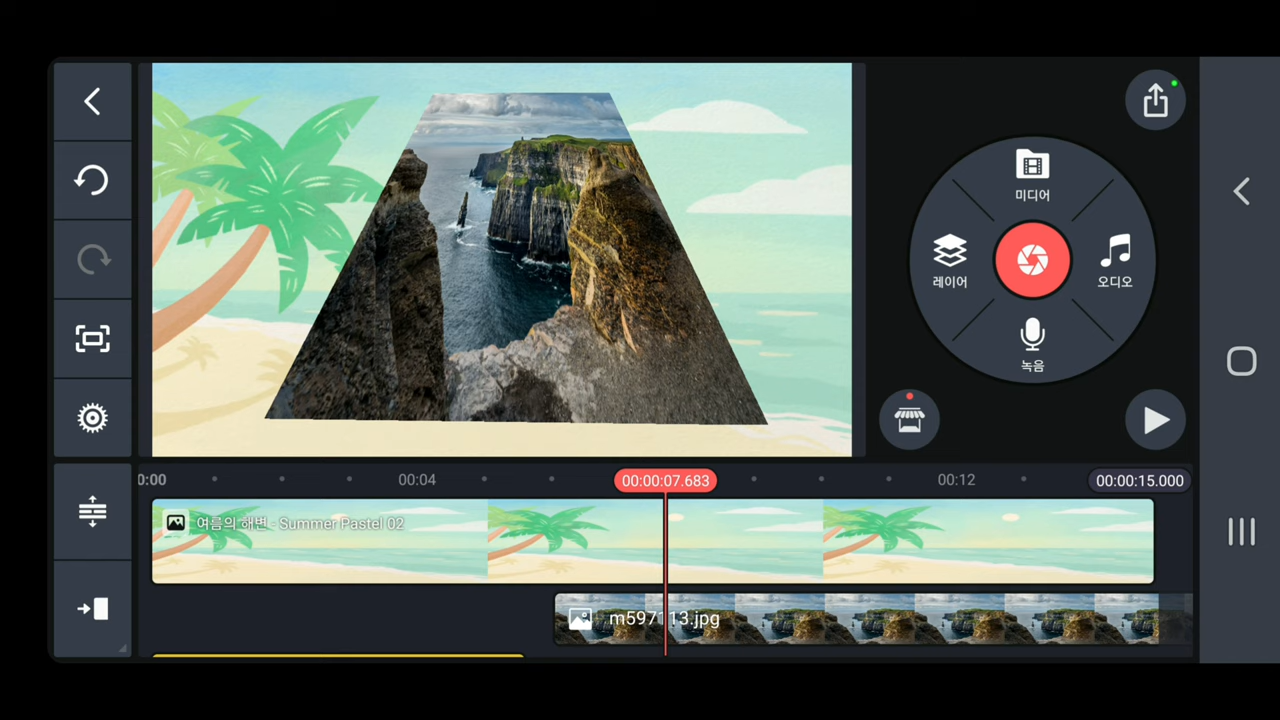 미디어
레이어
오디오
녹음
0:00
00:04
00:00:07.683
00:12
00:00:15.000
여름의 해변 - Summer Pastel 02
m597113.jpg